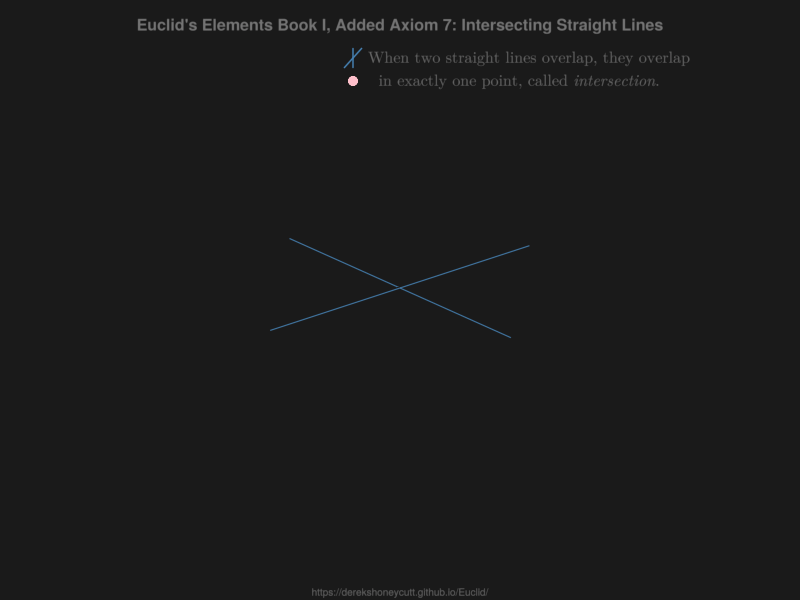 Euclid's Elements Book I, Added Axiom 7: Intersecting Straight Lines
When two straight lines overlap, they overlap
in exactly one point, called intersection.
https://derekshoneycutt.github.io/Euclid/